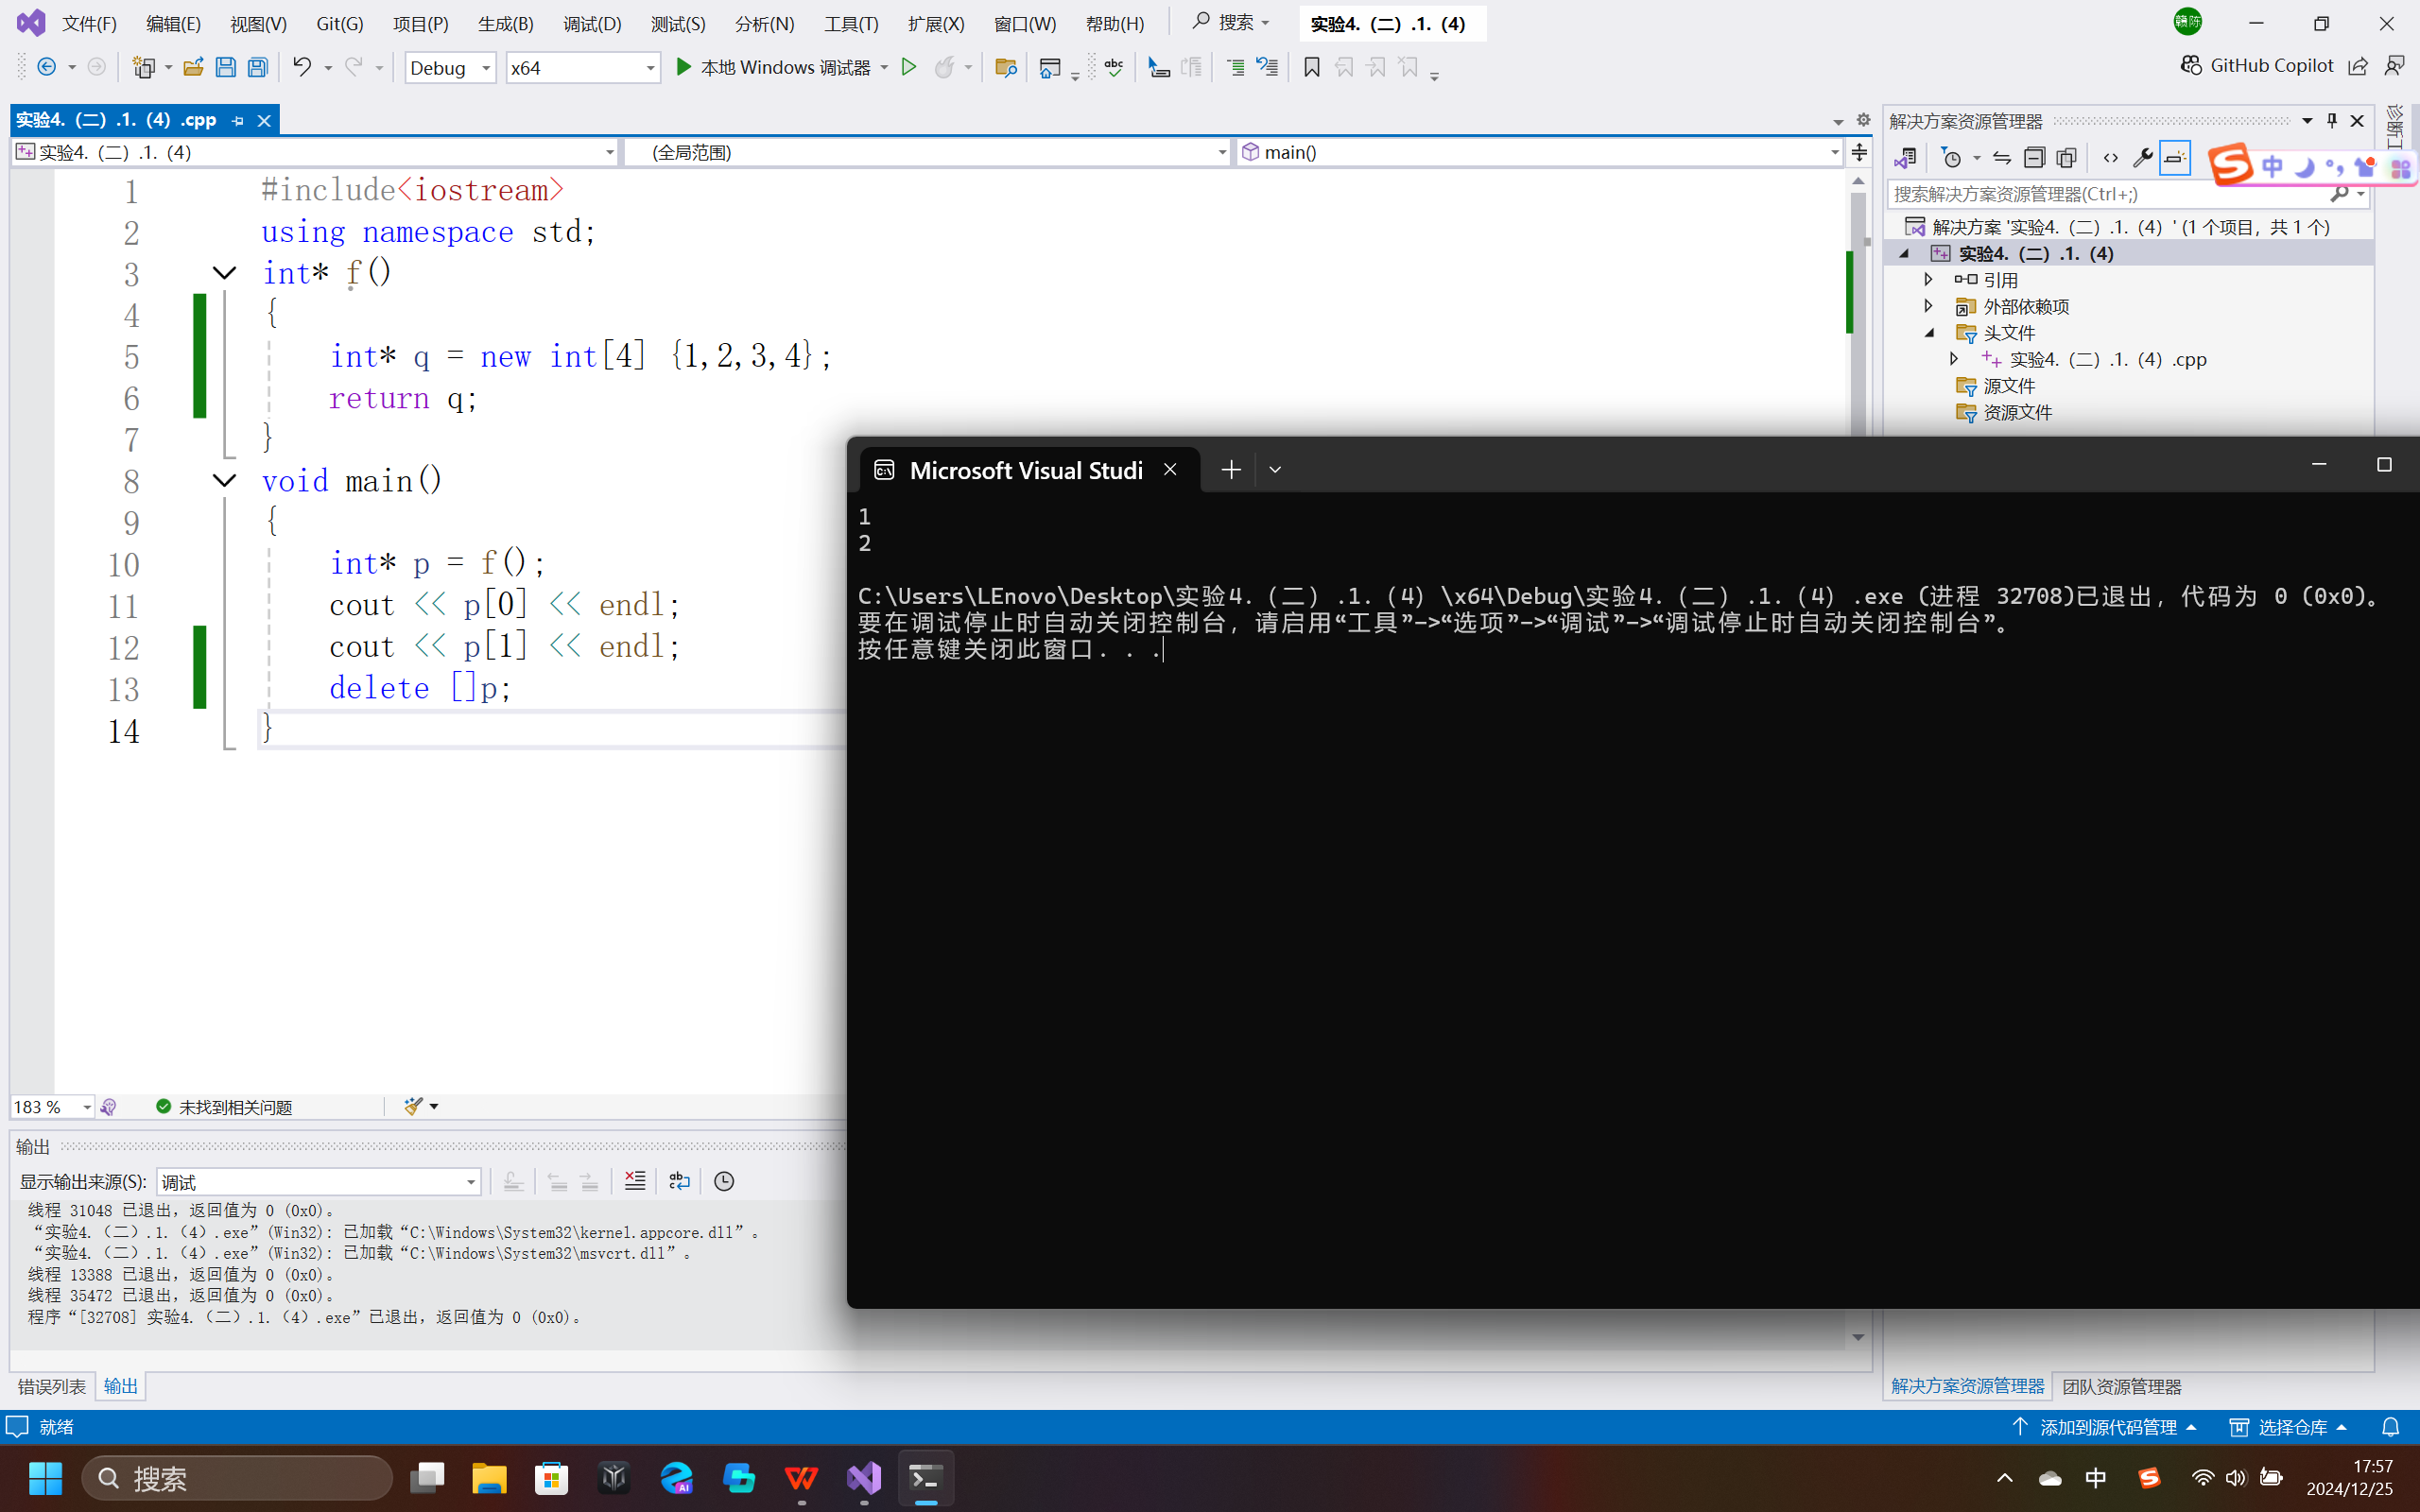 文件(F) 编辑(E) 视图(V) Git(G) 项目(P) 生成(B) 调试(D) 测试(S) 分析(N) 工具(T) 扩展(X) 窗口(W) 帮助(H) 搜索 实验4.（二）.1.（4） 赣陈
Debug x64 本地 Windows 调试器 abc GitHub Copilot
实验4.（二）.1.（4）.cpp
实验4.（二）.1.（4） (全局范围) main()
1 #include<iostream>
2 using namespace std;
3 int* f()
4 {
5 int* q = new int[4] {1,2,3,4};
6 return q;
7 }
8 void main()
9 {
10 int* p = f();
11 cout << p[0] << endl;
12 cout << p[1] << endl;
13 delete []p;
14 }
183 % 未找到相关问题
解决方案资源管理器
诊断工
中
搜索解决方案资源管理器(Ctrl+;)
解决方案 '实验4.（二）.1.（4）' (1 个项目，共 1 个)
实验4.（二）.1.（4）
引用
外部依赖项
头文件
实验4.（二）.1.（4）.cpp
源文件
资源文件
Microsoft Visual Studi
1
2
C:\Users\LEnovo\Desktop\实验4.（二）.1.（4）\x64\Debug\实验4.（二）.1.（4）.exe (进程 32708)已退出，代码为 0 (0x0)。
要在调试停止时自动关闭控制台，请启用“工具”->“选项”->“调试”->“调试停止时自动关闭控制台”。
按任意键关闭此窗口. . .
输出
显示输出来源(S): 调试
线程 31048 已退出，返回值为 0 (0x0)。
“实验4.（二）.1.（4）.exe”(Win32): 已加载“C:\Windows\System32\kernel.appcore.dll”。
“实验4.（二）.1.（4）.exe”(Win32): 已加载“C:\Windows\System32\msvcrt.dll”。
线程 13388 已退出，返回值为 0 (0x0)。
线程 35472 已退出，返回值为 0 (0x0)。
程序“[32708] 实验4.（二）.1.（4）.exe”已退出，返回值为 0 (0x0)。
错误列表 输出
解决方案资源管理器 团队资源管理器
就绪 添加到源代码管理 选择仓库
搜索 中 17:57
2024/12/25